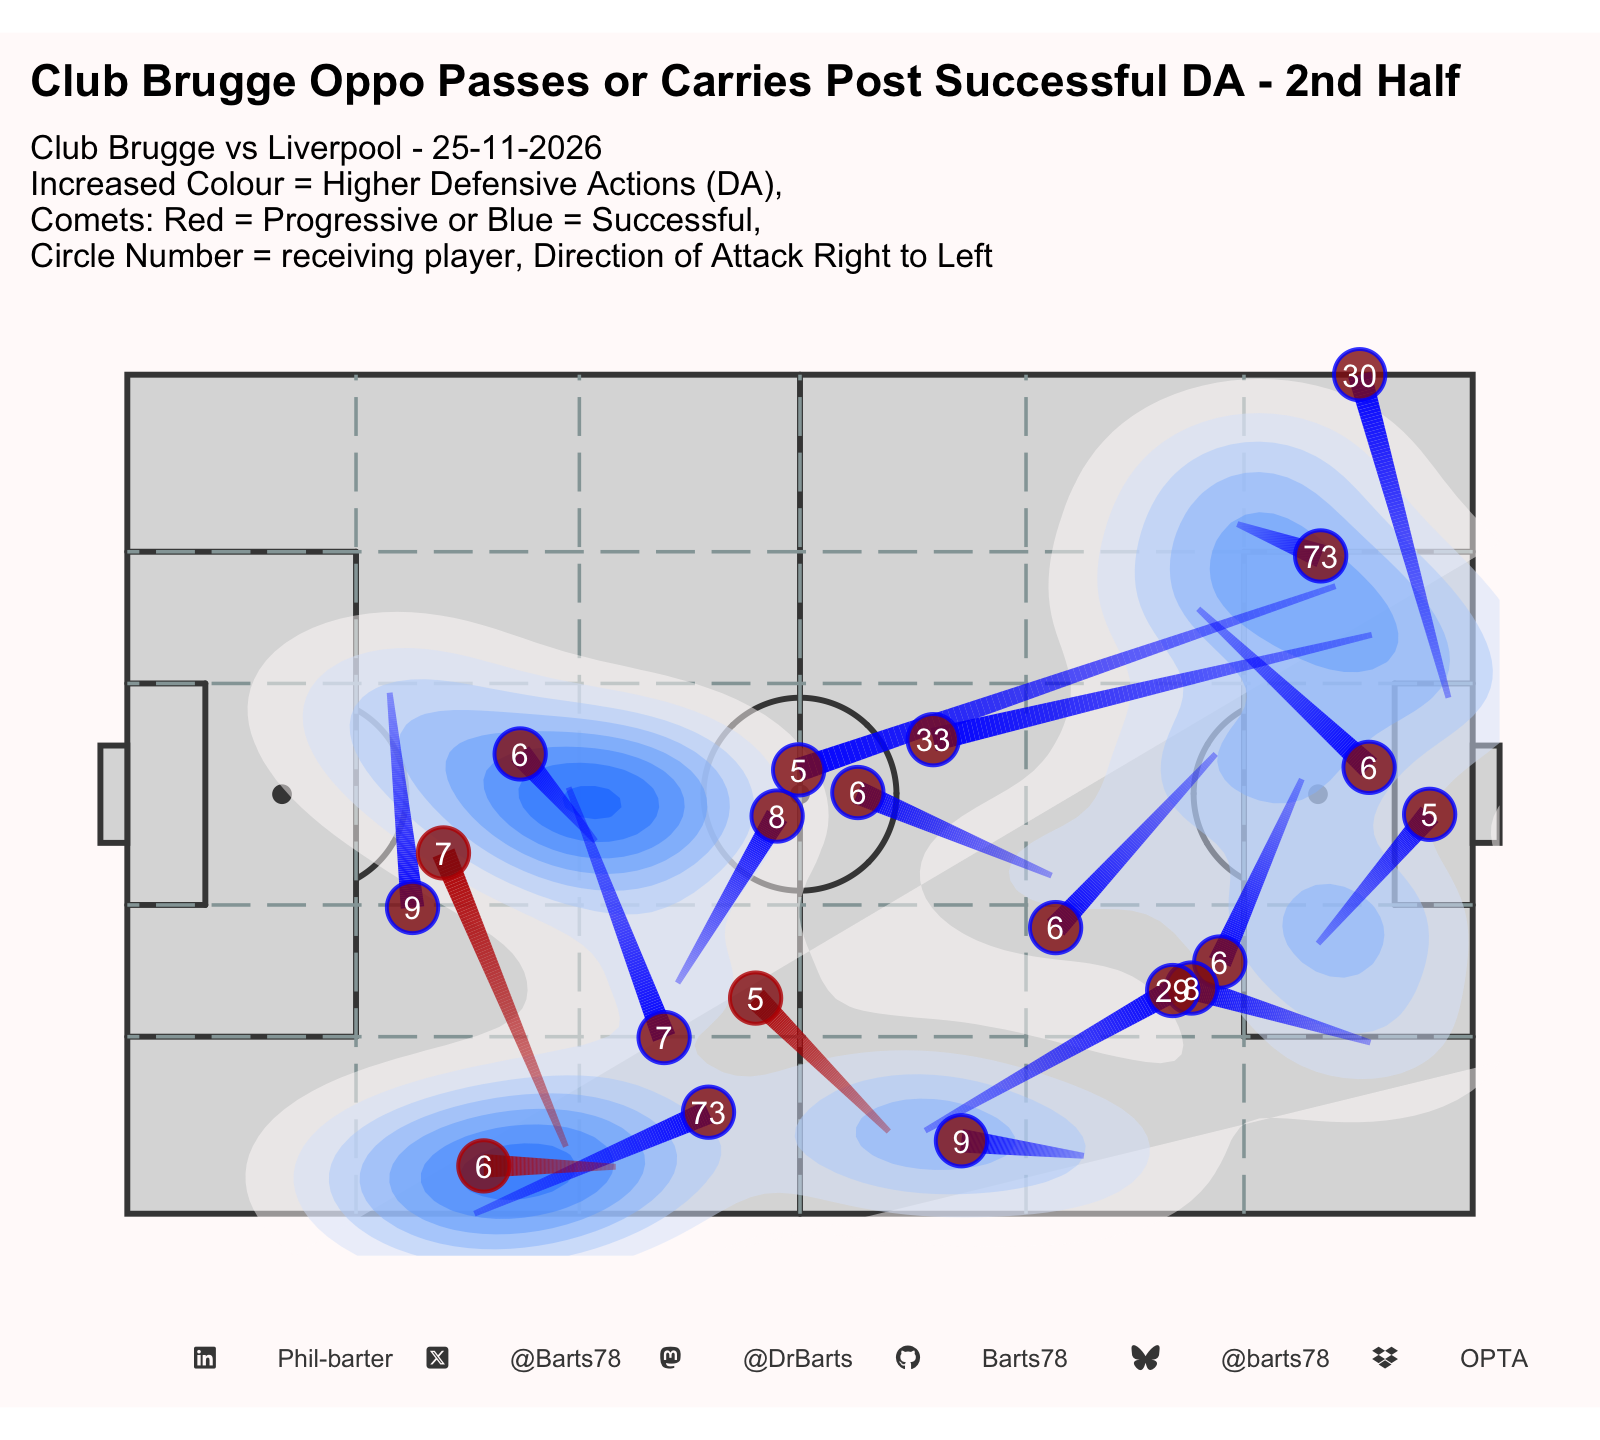 Club Brugge Oppo Passes or Carries Post Successful DA - 2nd Half
Club Brugge vs Liverpool - 25-11-2026
Increased Colour = Higher Defensive Actions (DA),
Comets: Red = Progressive or Blue = Successful,
Circle Number = receiving player, Direction of Attack Right to Left
30
73
6
33
5
6
6
8
5
7
9
6
6
29
8
5
7
73
9
6
Phil-barter
@Barts78
@DrBarts
Barts78
@barts78
OPTA